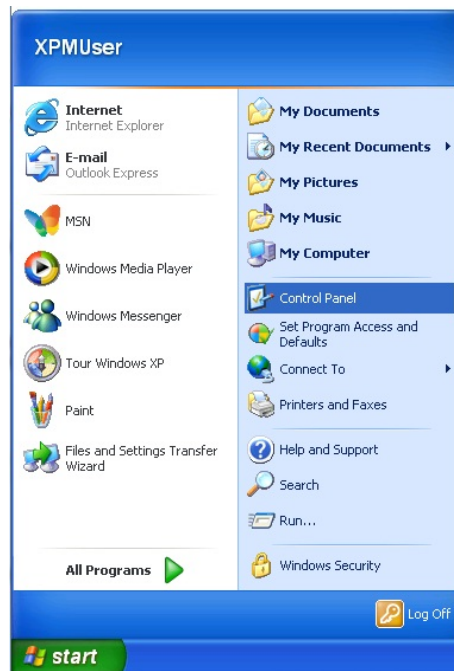 XPMUser
Internet
Internet Explorer
E-mail
Outlook Express
MSN
Windows Media Player
Windows Messenger
Tour Windows XP
Paint
Files and Settings Transfer
Wizard
All Programs
My Documents
My Recent Documents
My Pictures
My Music
My Computer
Control Panel
Set Program Access and
Defaults
Connect To
Printers and Faxes
Help and Support
Search
Run...
Windows Security
Log Off
start